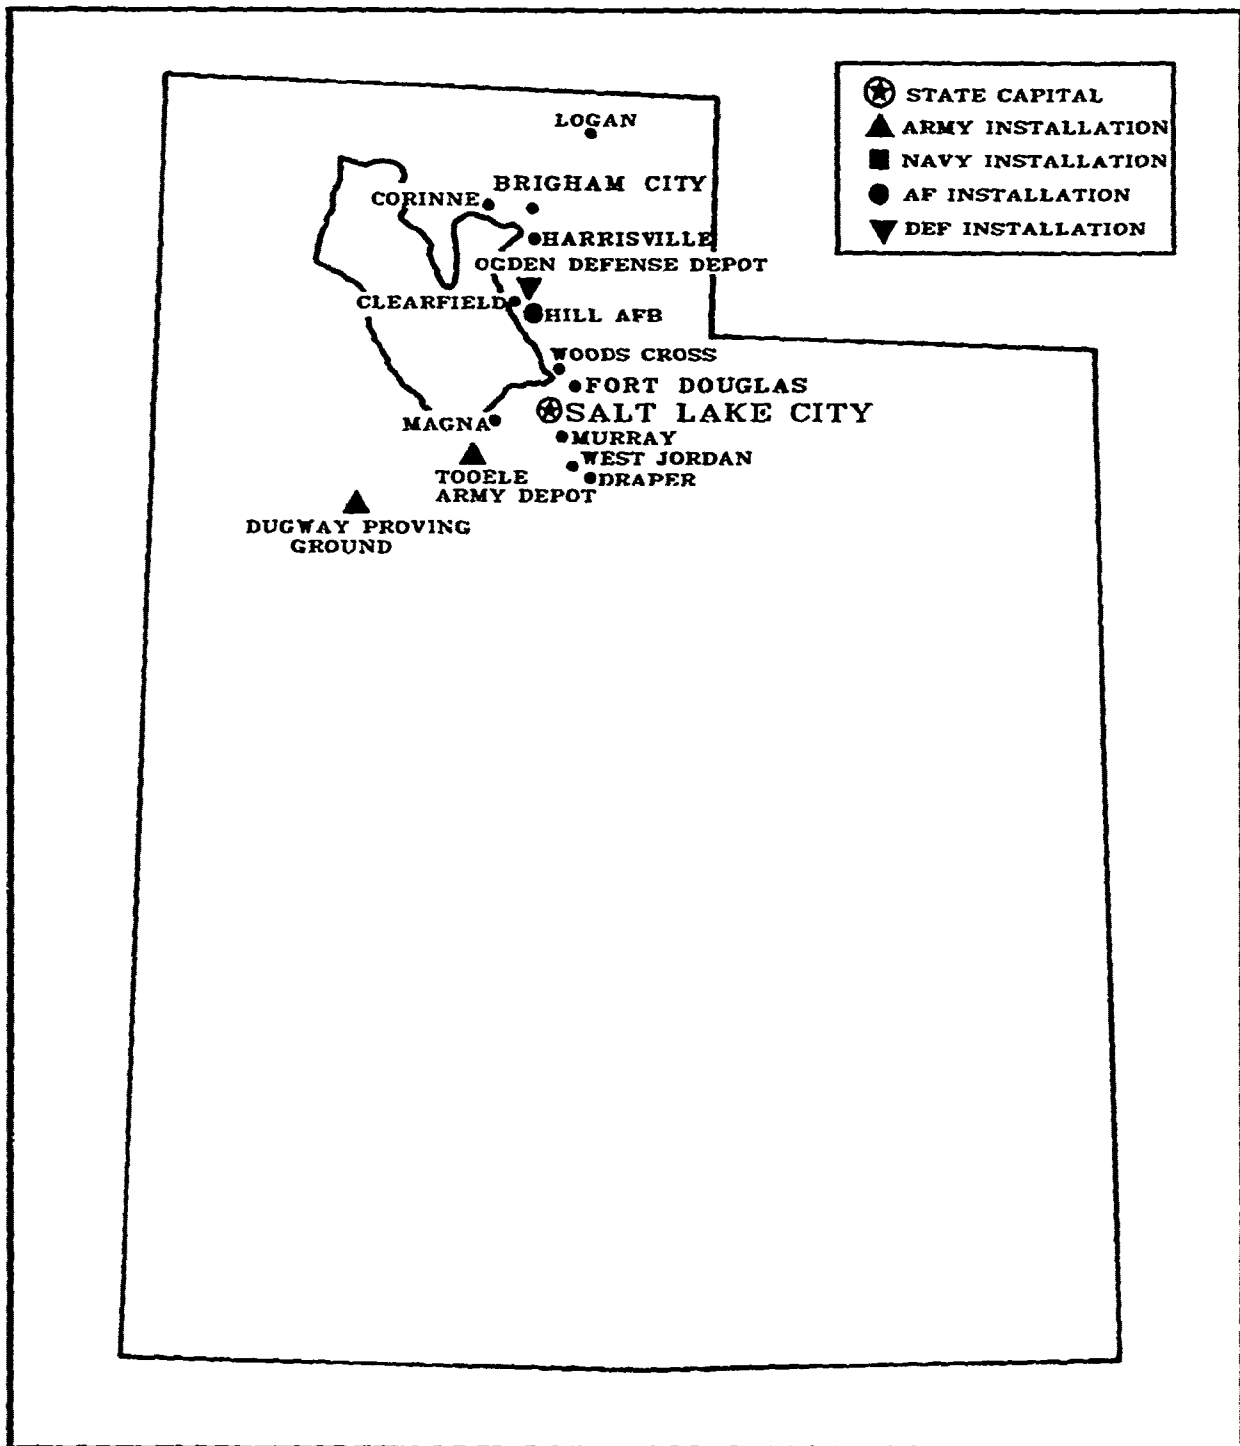 STATE CAPITAL
ARMY INSTALLATION
NAVY INSTALLATION
AF INSTALLATION
DEF INSTALLATION
LOGAN
BRIGHAM CITY
CORINNE
HARRISVILLE
OGDEN DEFENSE DEPOT
CLEARFIELD
HILL AFB
WOODS CROSS
FORT DOUGLAS
SALT LAKE CITY
MAGNA
MURRAY
WEST JORDAN
TOOELE
ARMY DEPOT
DRAPER
DUGWAY PROVING
GROUND